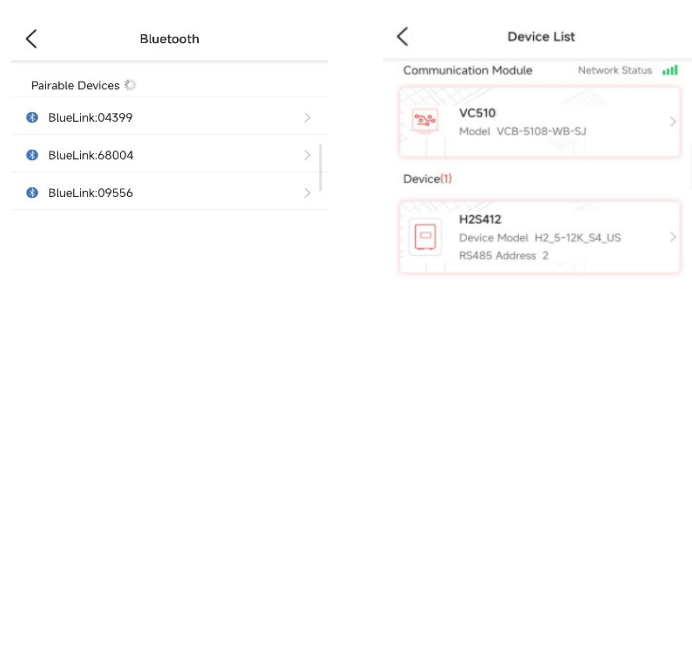 Bluetooth
Pairable Devices
BlueLink:04399
BlueLink:68004
BlueLink:09556
Device List
Communication Module Network Status
VC510
Model VCB-5108-WB-SJ
Device(1)
H2S412
Device Model H2_5-12K_S4_US
RS485 Address 2